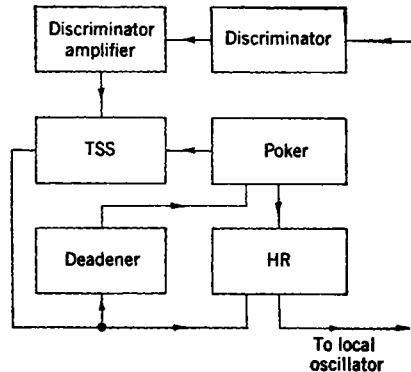 Discriminator
amplifier
Discriminator
TSS
Poker
Deadener
HR
To local
oscillator